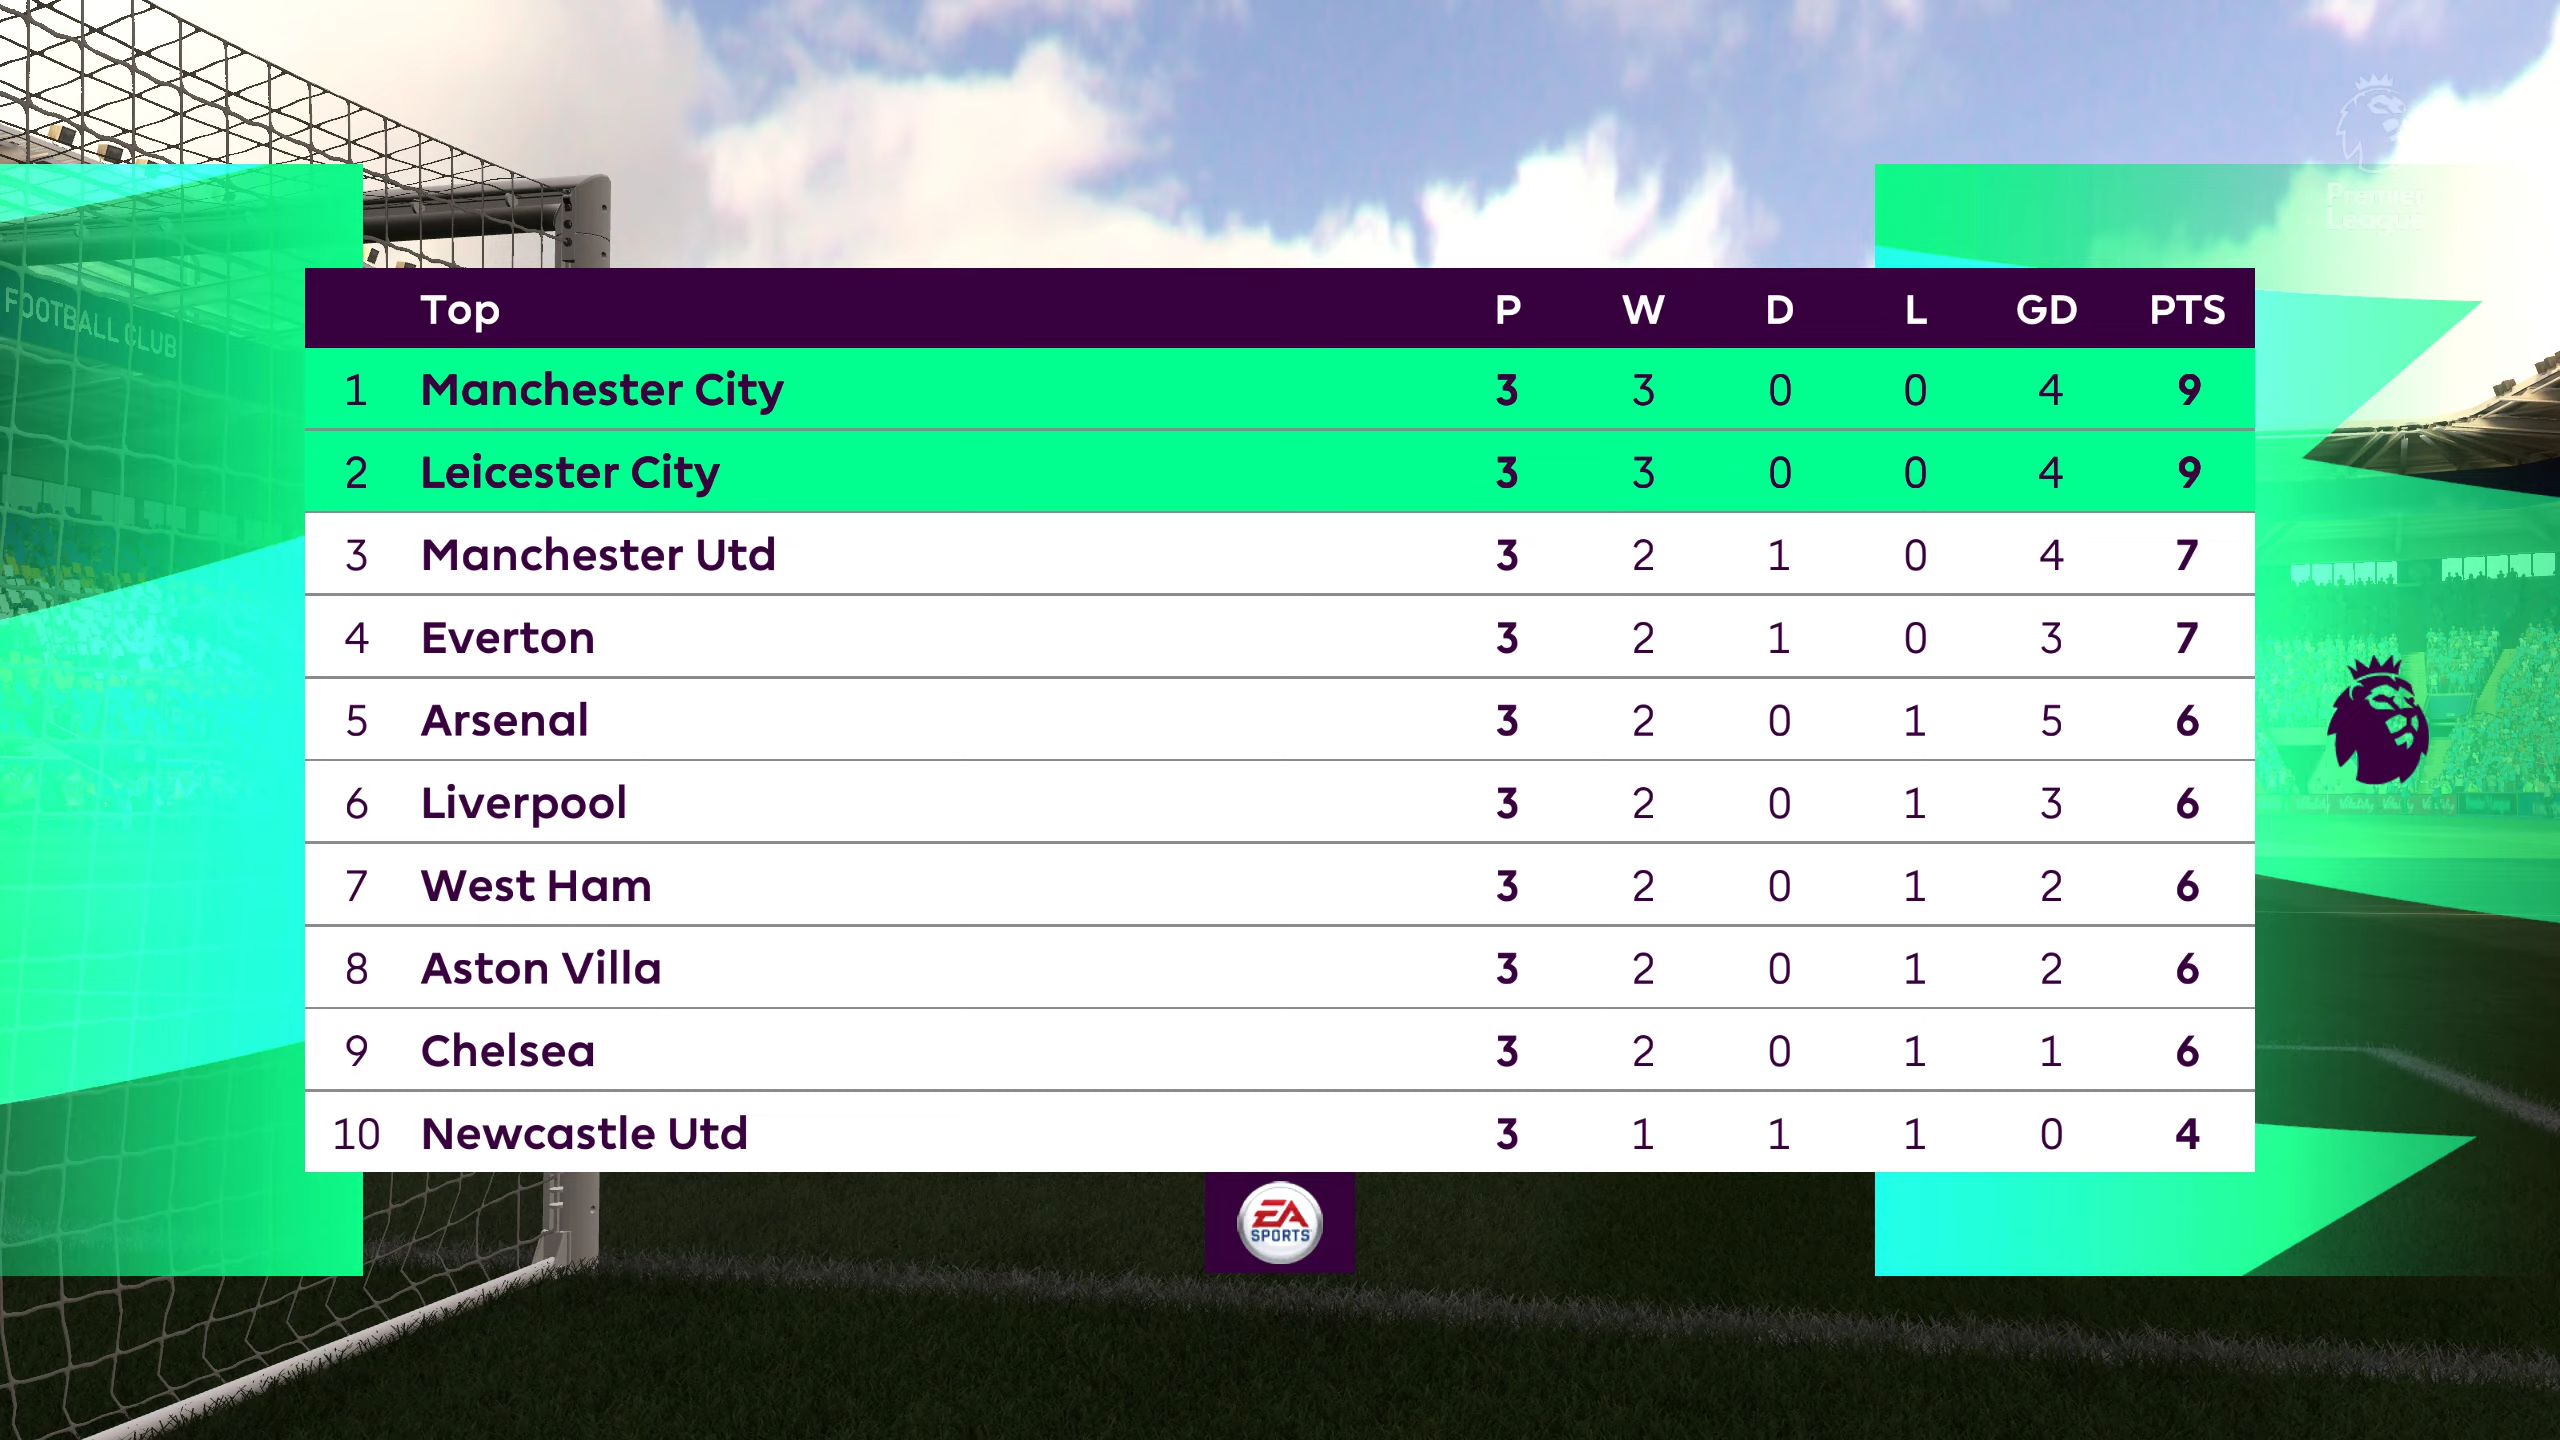 Premier
League
FOOTBALL CLUB
Top P W D L GD PTS
1 Manchester City 3 3 0 0 4 9
2 Leicester City 3 3 0 0 4 9
3 Manchester Utd 3 2 1 0 4 7
4 Everton 3 2 1 0 3 7
5 Arsenal 3 2 0 1 5 6
6 Liverpool 3 2 0 1 3 6
7 West Ham 3 2 0 1 2 6
8 Aston Villa 3 2 0 1 2 6
9 Chelsea 3 2 0 1 1 6
10 Newcastle Utd 3 1 1 1 0 4
EA
SPORTS